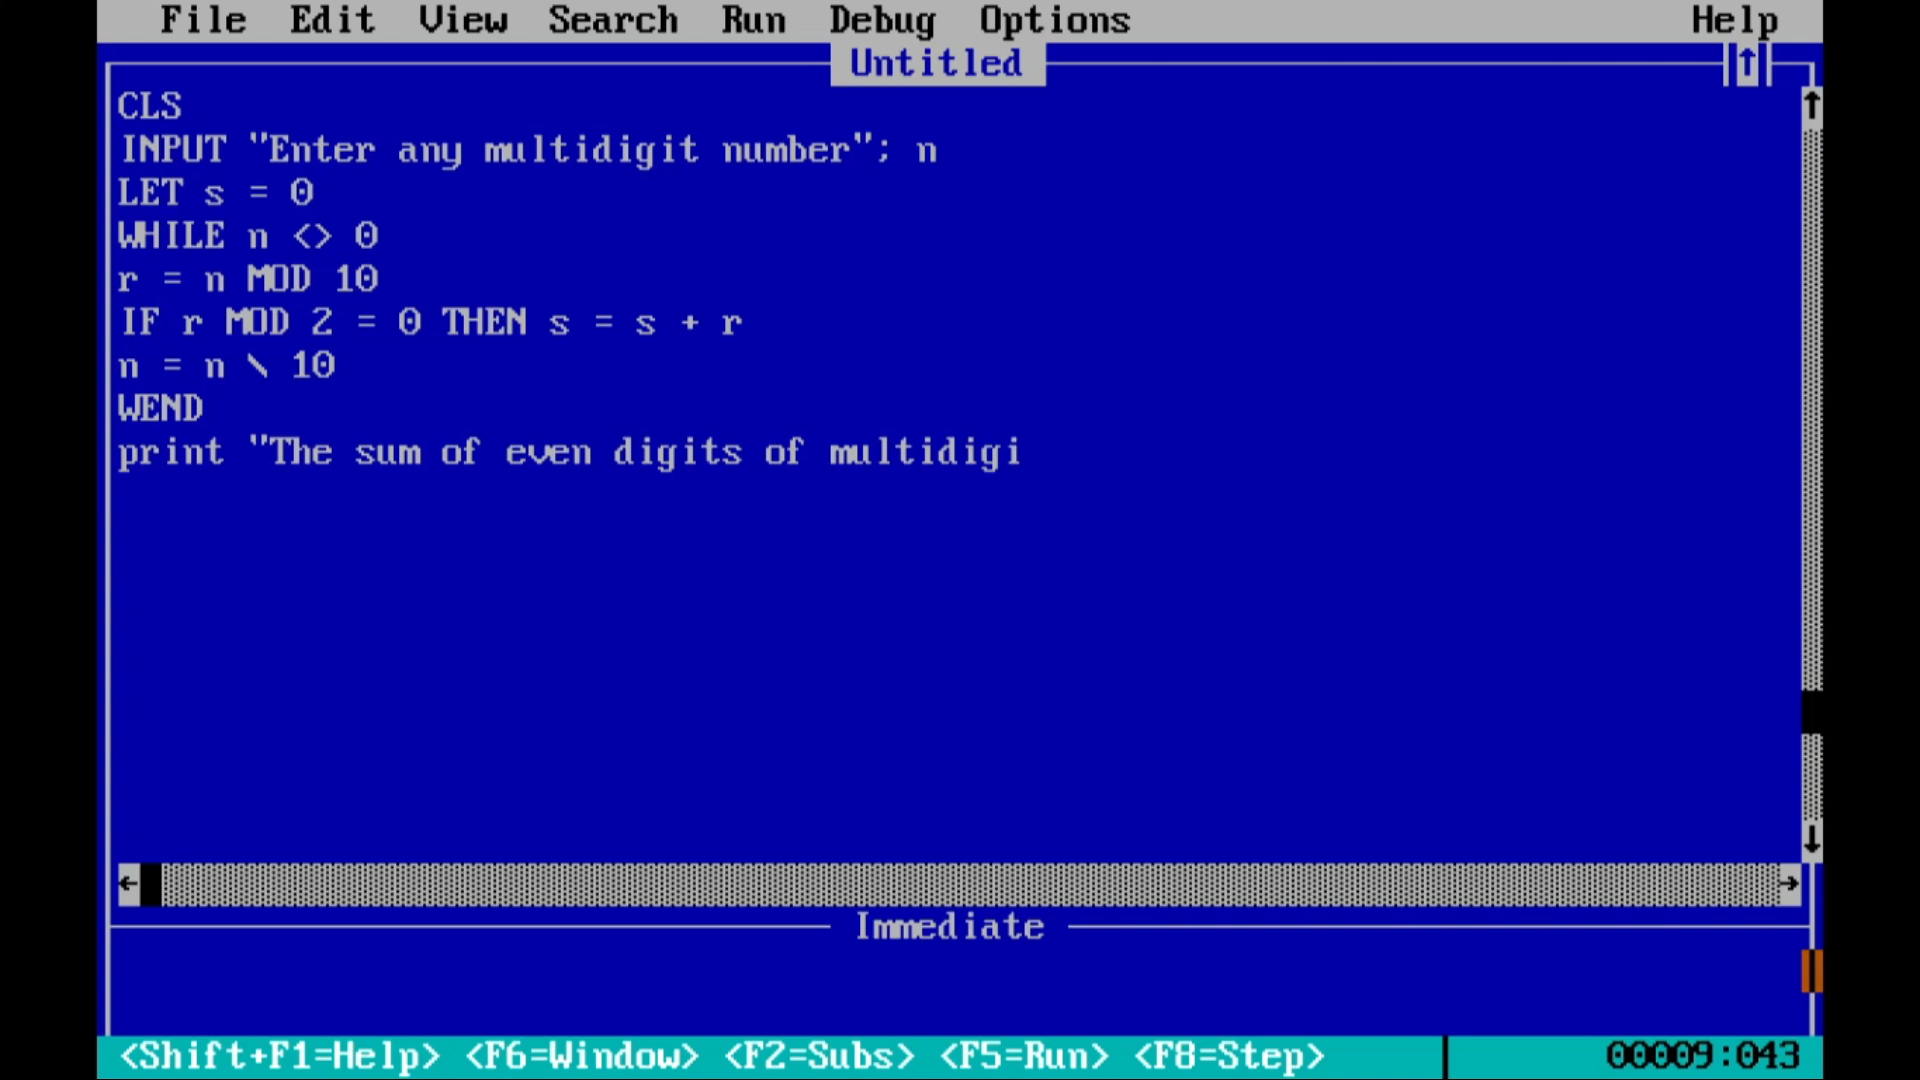 File Edit View Search Run Debug Options Help
Untitled
CLS
INPUT "Enter any multidigit number"; n
LET s = 0
WHILE n <> 0
r = n MOD 10
IF r MOD 2 = 0 THEN s = s + r
n = n \ 10
WEND
print "The sum of even digits of multidigi
Immediate
<Shift+F1=Help> <F6=Window> <F2=Subs> <F5=Run> <F8=Step> 00009:043